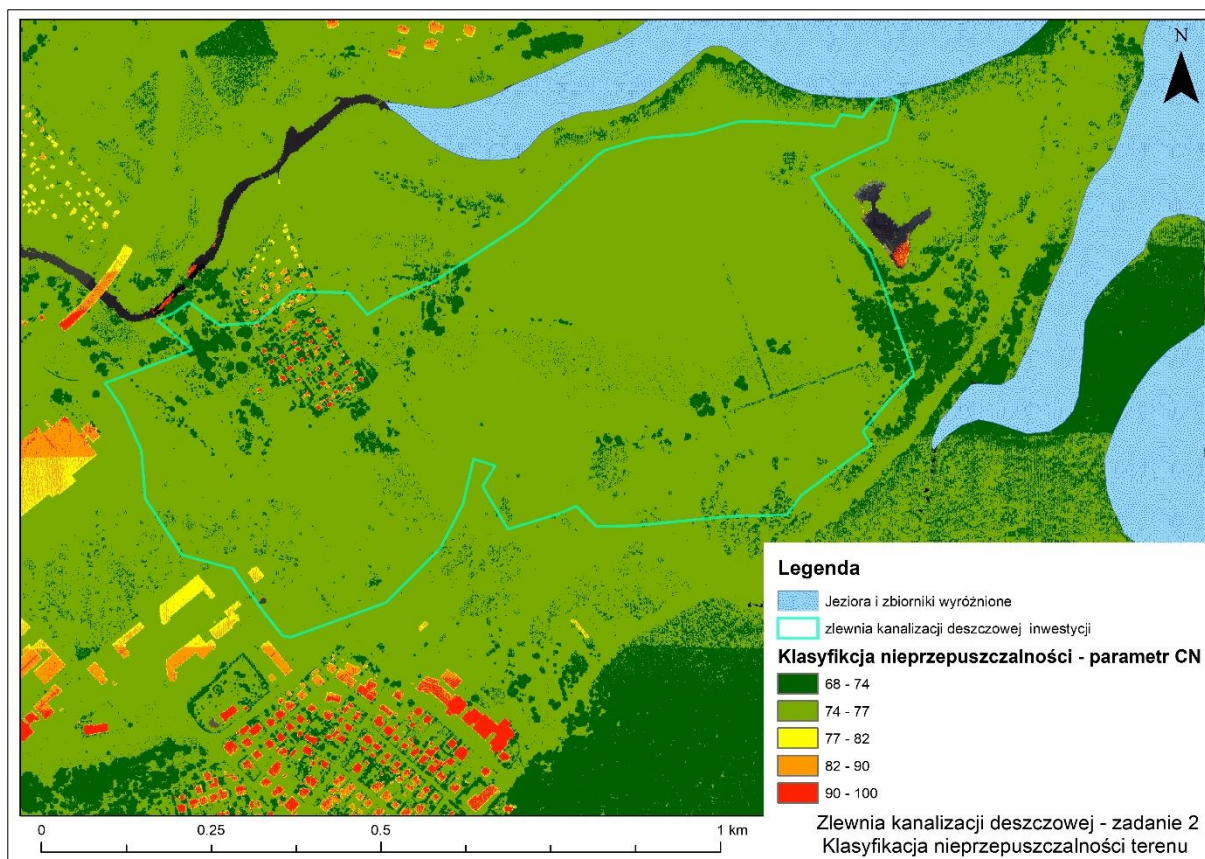 N
Legenda
Jeziora i zbiorniki wyróżnione
zlewnia kanalizacji deszczowej inwestycji
Klasyfikcja nieprzepuszczalności - parametr CN
68 - 74
74 - 77
77 - 82
82 - 90
90 - 100
0 0.25 0.5 1 km
Zlewnia kanalizacji deszczowej - zadanie 2
Klasyfikacja nieprzepuszczalności terenu